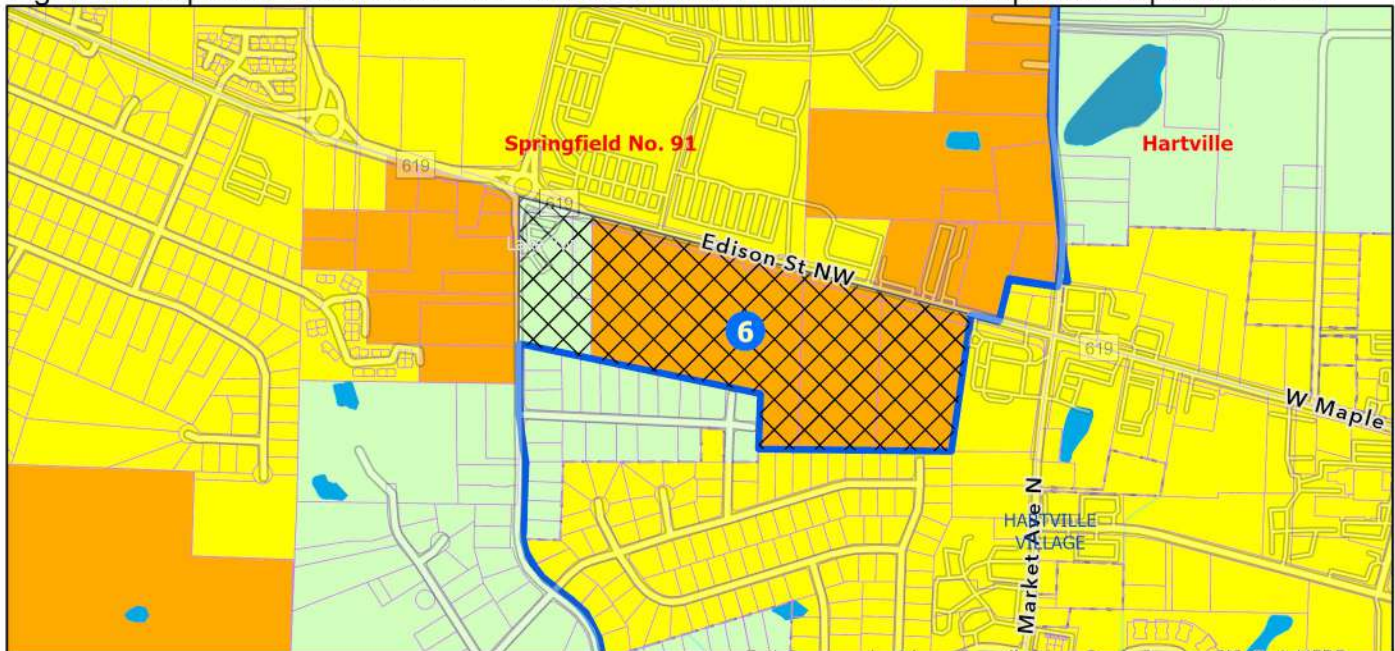 Springfield No. 91
Hartville
619
619
Edison St NW
6
619
W Maple
Market Ave N
HARTVILLE
VILLAGE